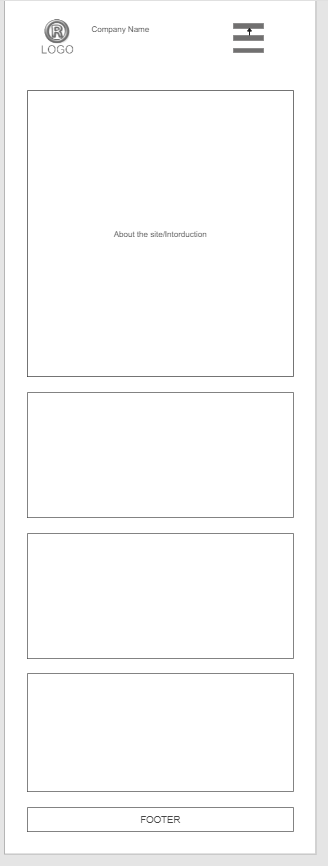 ®
LOGO
Company Name
About the site/Intorduction
FOOTER